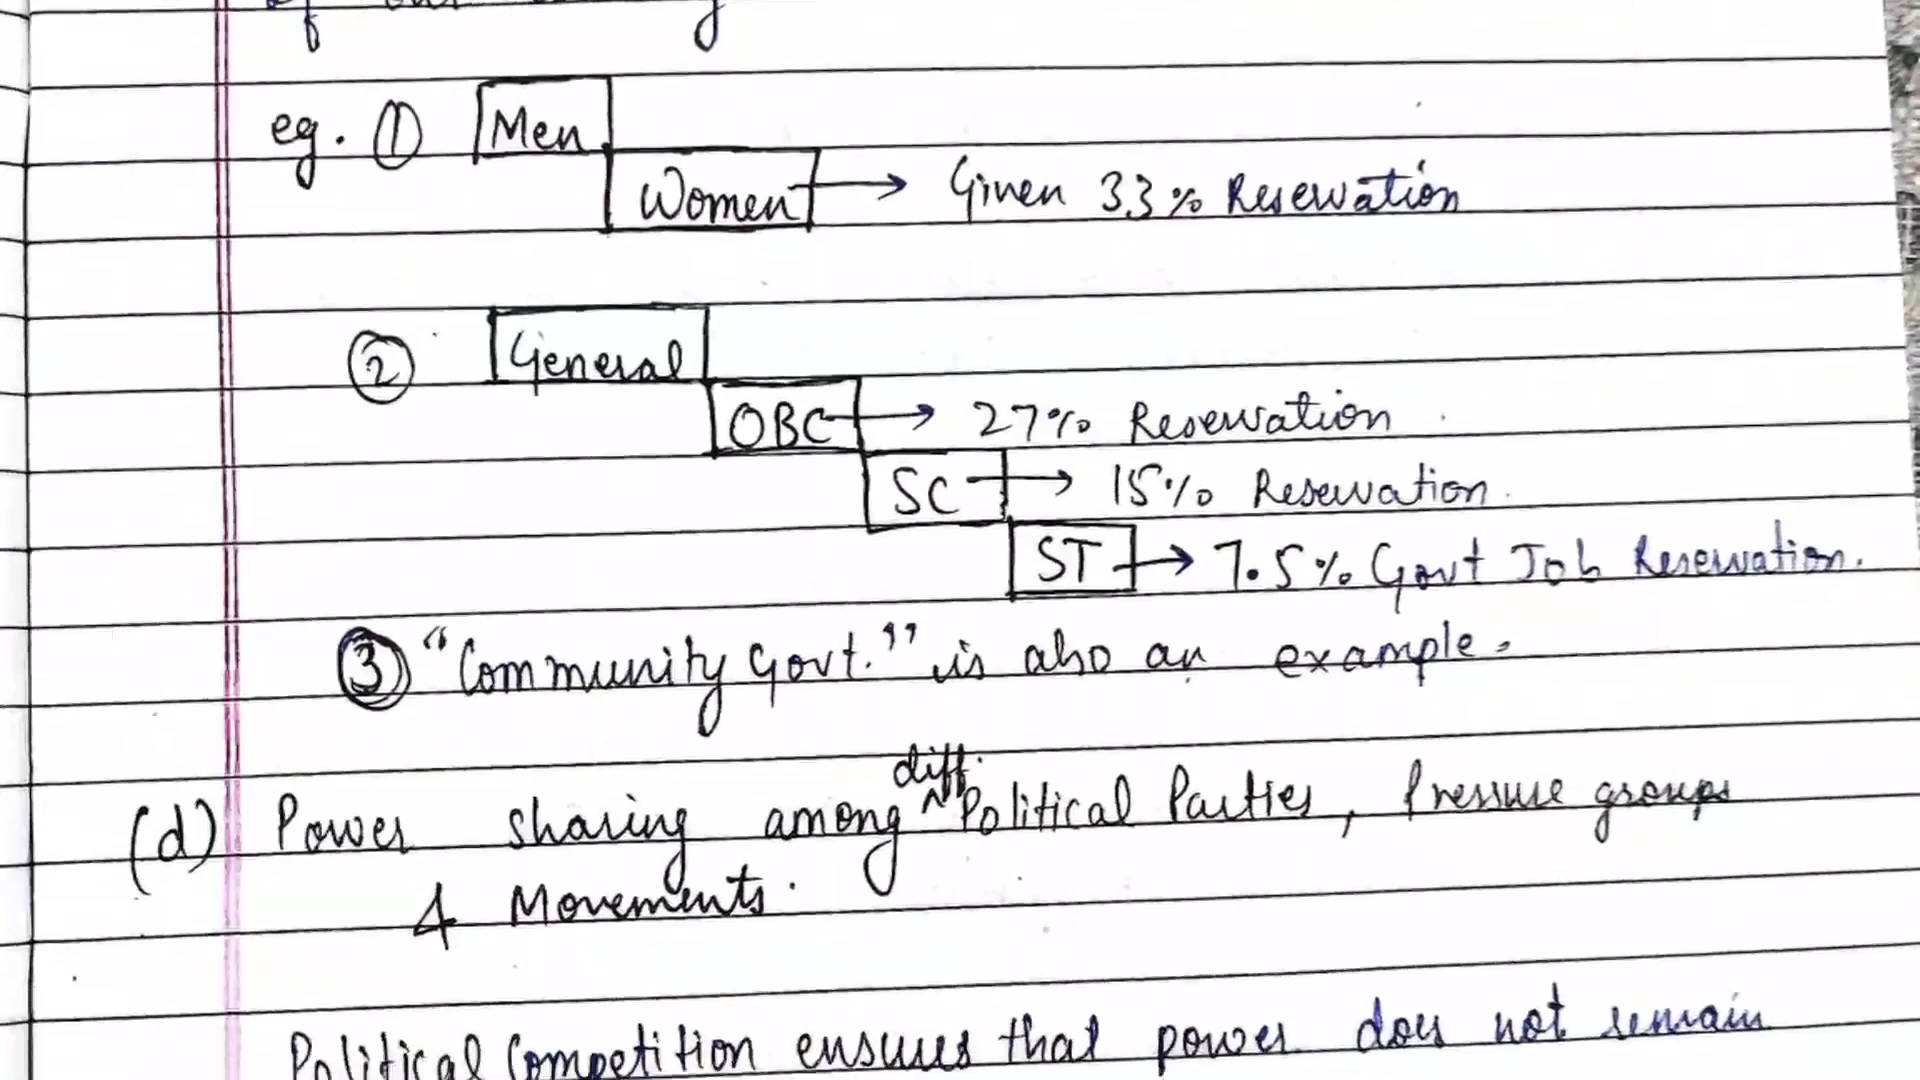 eg. ① Men
Women → Given 33% Reservation
② General
OBC → 27% Reservation
SC → 15% Reservation.
ST → 7.5% Govt Job Reservation.
③ "Community Govt." is also an example.
diff.
(d) Power sharing among ^ Political Parties, Pressure groups
& Movements.
Political Competition ensures that power does not remain